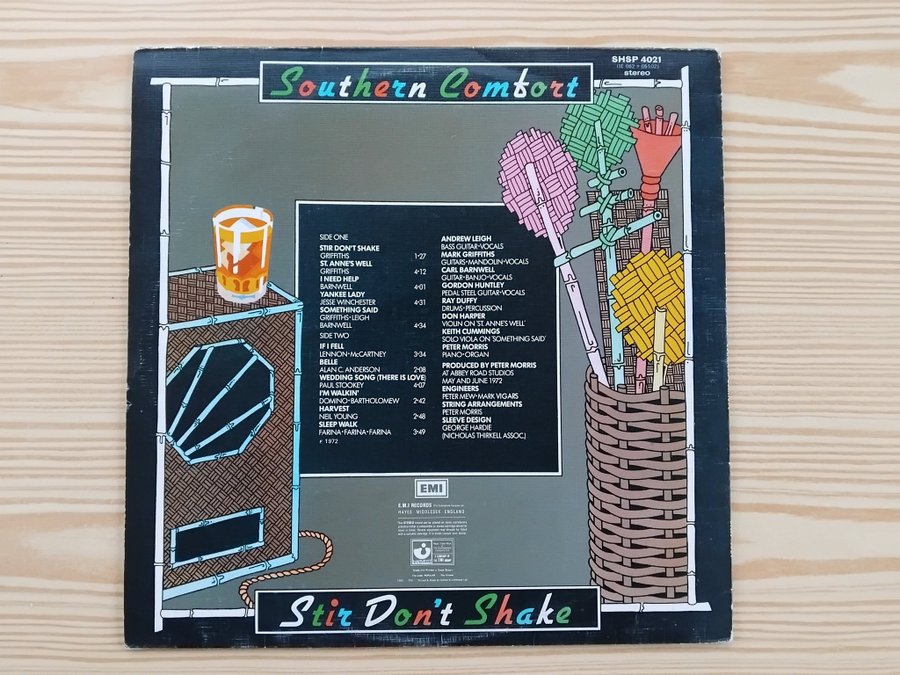 SHSP 4021
stereo
Southern Comfort
SIDE ONE
STIR DON'T SHAKE
GRIFFITHS 1·27
ST. ANNE'S WELL
GRIFFITHS 4·12
I NEED HELP
BARNWELL 4·01
YANKEE LADY
JESSE WINCHESTER 4·31
SOMETHING SAID
GRIFFITHS·LEIGH
BARNWELL 4·34
SIDE TWO
IF I FELL
LENNON·McCARTNEY 3·34
BELLE
ALAN C. ANDERSON 2·08
WEDDING SONG (THERE IS LOVE)
PAUL STOOKEY 4·07
I'M WALKIN'
DOMINO·BARTHOLOMEW 2·42
HARVEST
NEIL YOUNG 2·48
SLEEP WALK
FARINA·FARINA·FARINA 3·49
℗ 1972
ANDREW LEIGH
BASS GUITAR·VOCALS
MARK GRIFFITHS
GUITARS·MANDOLIN·VOCALS
CARL BARNWELL
GUITAR·BANJO·VOCALS
GORDON HUNTLEY
PEDAL STEEL GUITAR·VOCALS
RAY DUFFY
DRUMS·PERCUSSION
DON HARPER
VIOLIN ON 'ST. ANNE'S WELL'
KEITH CUMMINGS
SOLO VIOLA ON 'SOMETHING SAID'
PETER MORRIS
PIANO·ORGAN
PRODUCED BY PETER MORRIS
AT ABBEY ROAD STUDIOS
MAY AND JUNE 1972
ENGINEERS
PETER MEW·MARK VIGARS
STRING ARRANGEMENTS
PETER MORRIS
SLEEVE DESIGN
GEORGE HARDIE
(NICHOLAS THIRKELL ASSOC.)
EMI
E.M.I RECORDS
HAYES · MIDDLESEX · ENGLAND
Stir Don't Shake